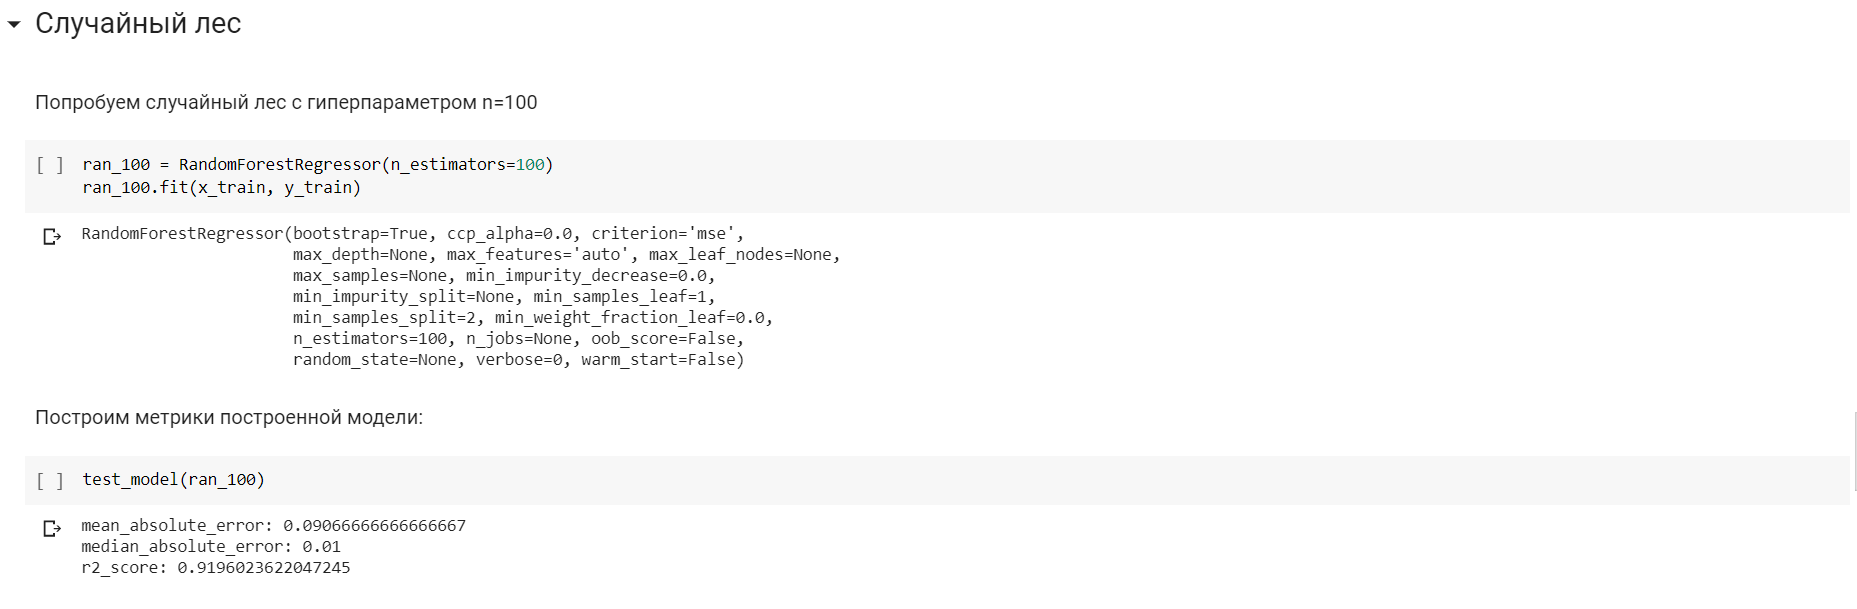 Случайный лес
Попробуем случайный лес с гиперпараметром n=100
[ ] ran_100 = RandomForestRegressor(n_estimators=100)
ran_100.fit(x_train, y_train)
RandomForestRegressor(bootstrap=True, ccp_alpha=0.0, criterion='mse',
max_depth=None, max_features='auto', max_leaf_nodes=None,
max_samples=None, min_impurity_decrease=0.0,
min_impurity_split=None, min_samples_leaf=1,
min_samples_split=2, min_weight_fraction_leaf=0.0,
n_estimators=100, n_jobs=None, oob_score=False,
random_state=None, verbose=0, warm_start=False)
Построим метрики построенной модели:
[ ] test_model(ran_100)
mean_absolute_error: 0.09066666666666667
median_absolute_error: 0.01
r2_score: 0.9196023622047245